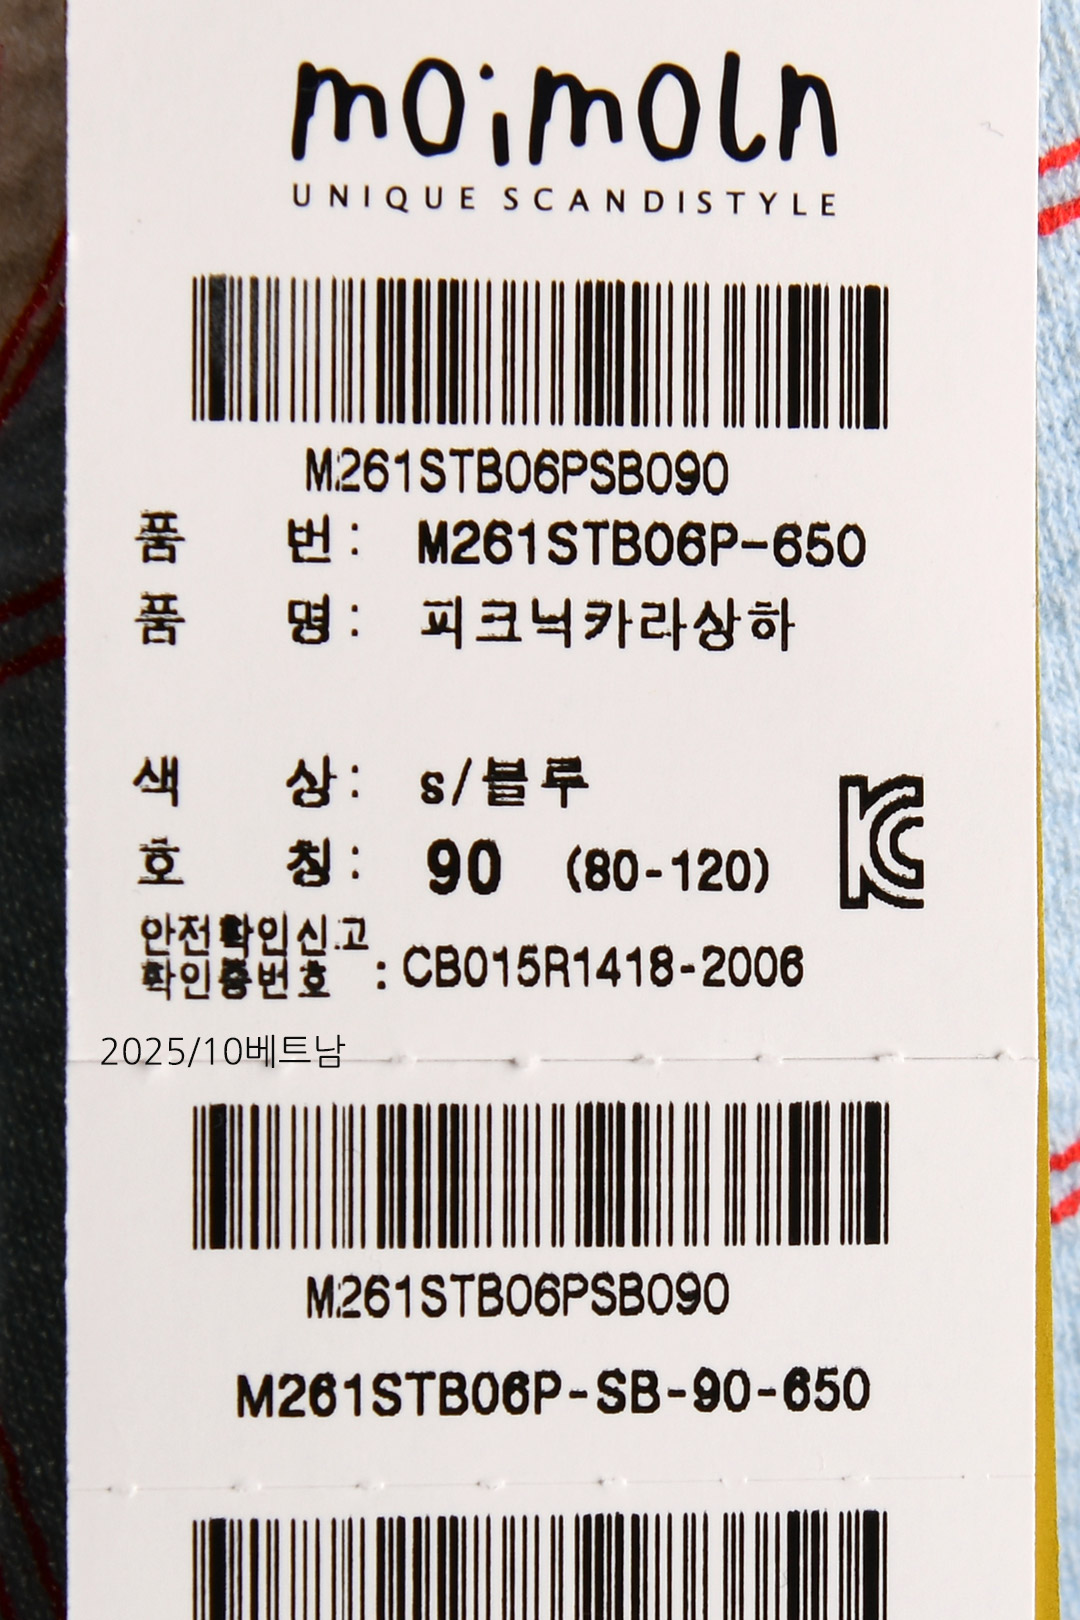 moimoln
UNIQUE SCANDISTYLE
M261STB06PSB090
품 번: M261STB06P-650
품 명: 피크닉카라상하
색 상: s/블루
호 칭: 90 (80-120)
안전확인신고
확인증번호 : CB015R1418-2006
2025/10베트남
M261STB06PSB090
M261STB06P-SB-90-650